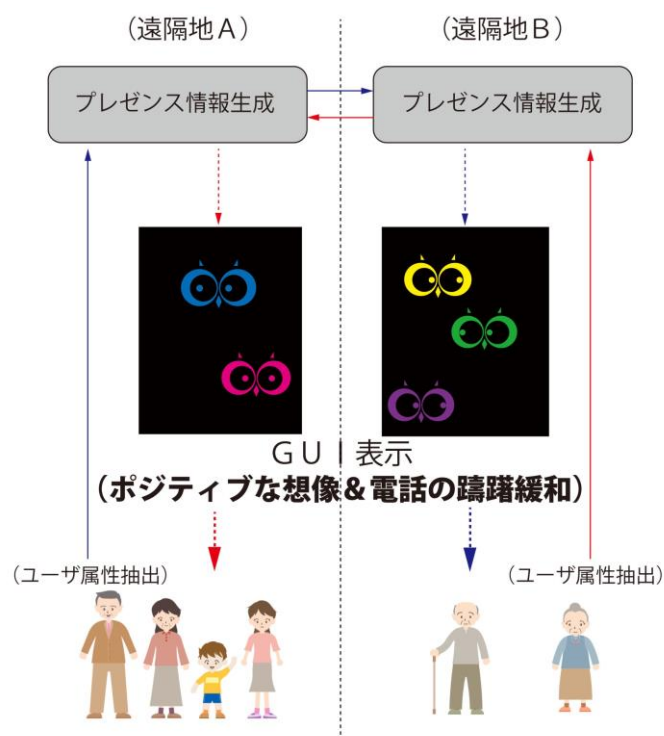 （遠隔地Ａ）
（遠隔地Ｂ）
プレゼンス情報生成
プレゼンス情報生成
ＧＵＩ表示
（ポジティブな想像＆電話の躊躇緩和）
（ユーザ属性抽出）
（ユーザ属性抽出）